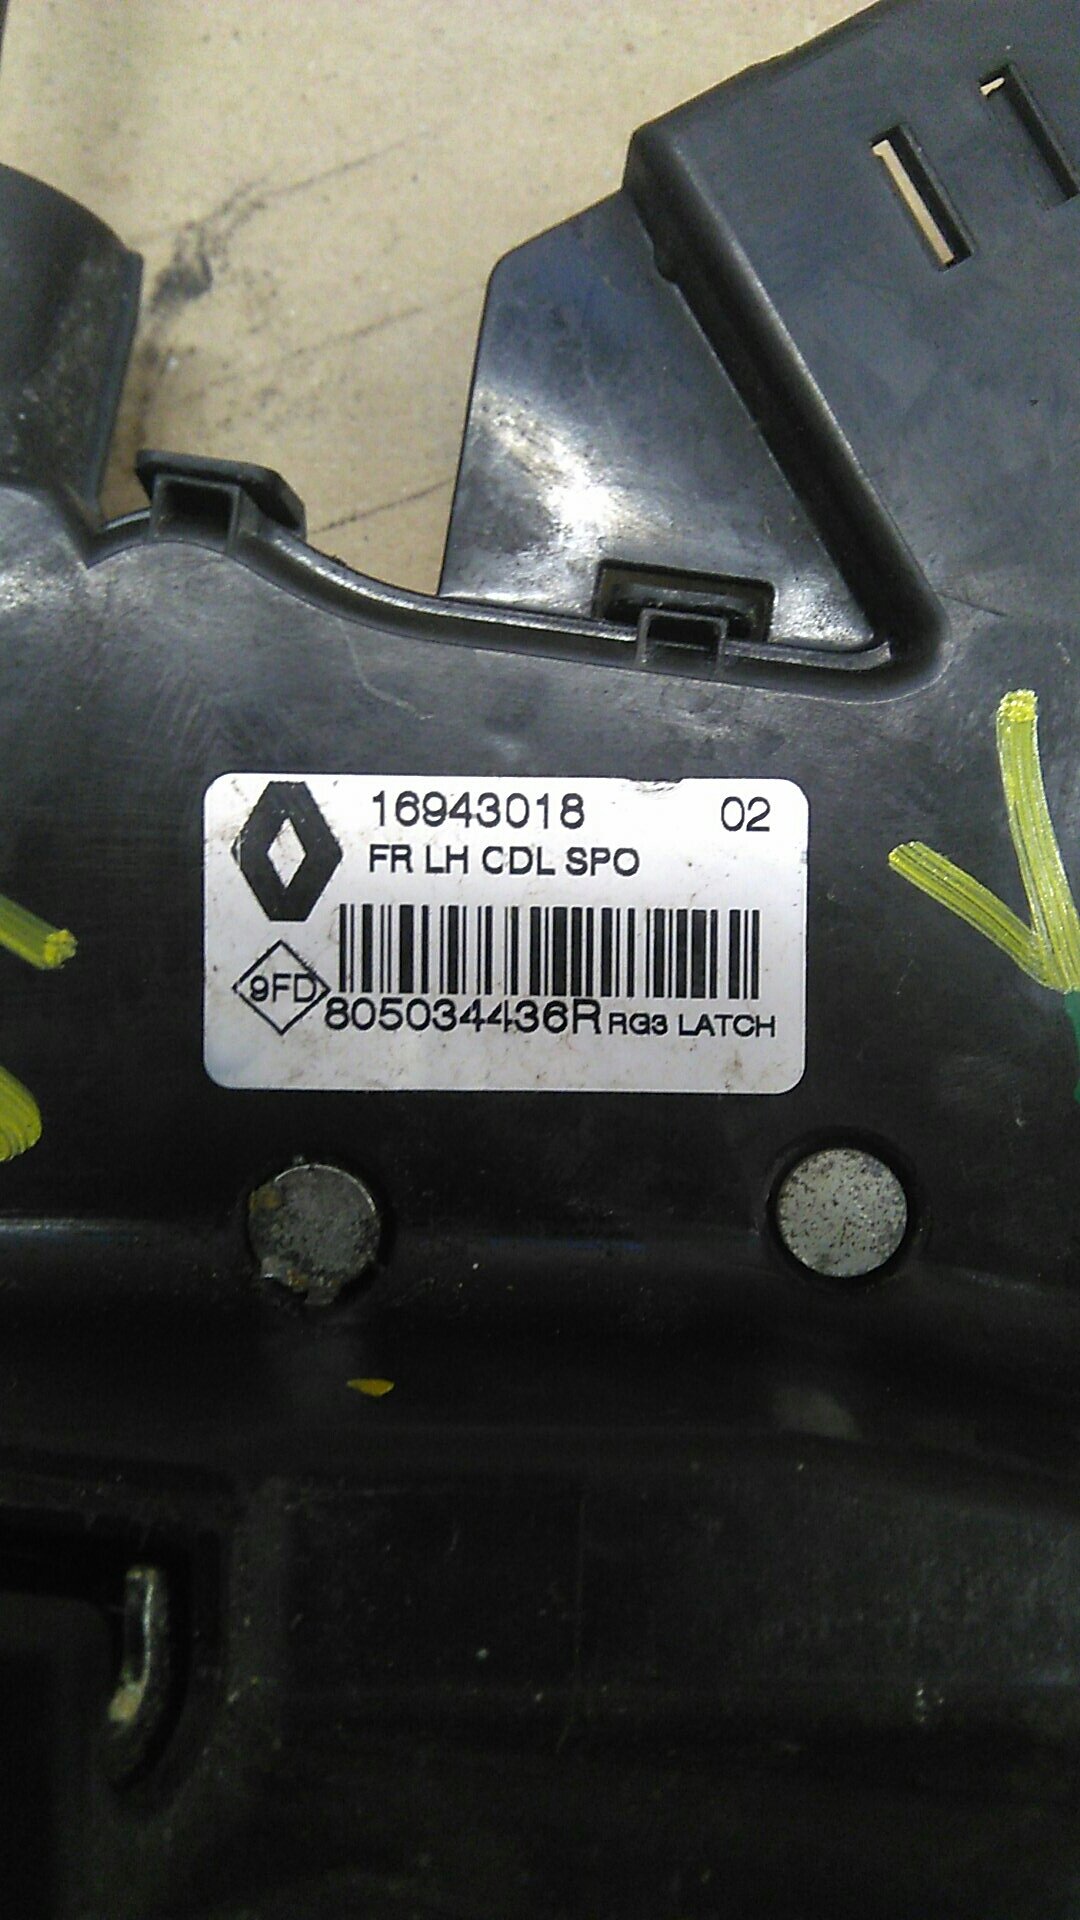 16943018 02
FR LH CDL SPO
9FD
805034436R RG3 LATCH